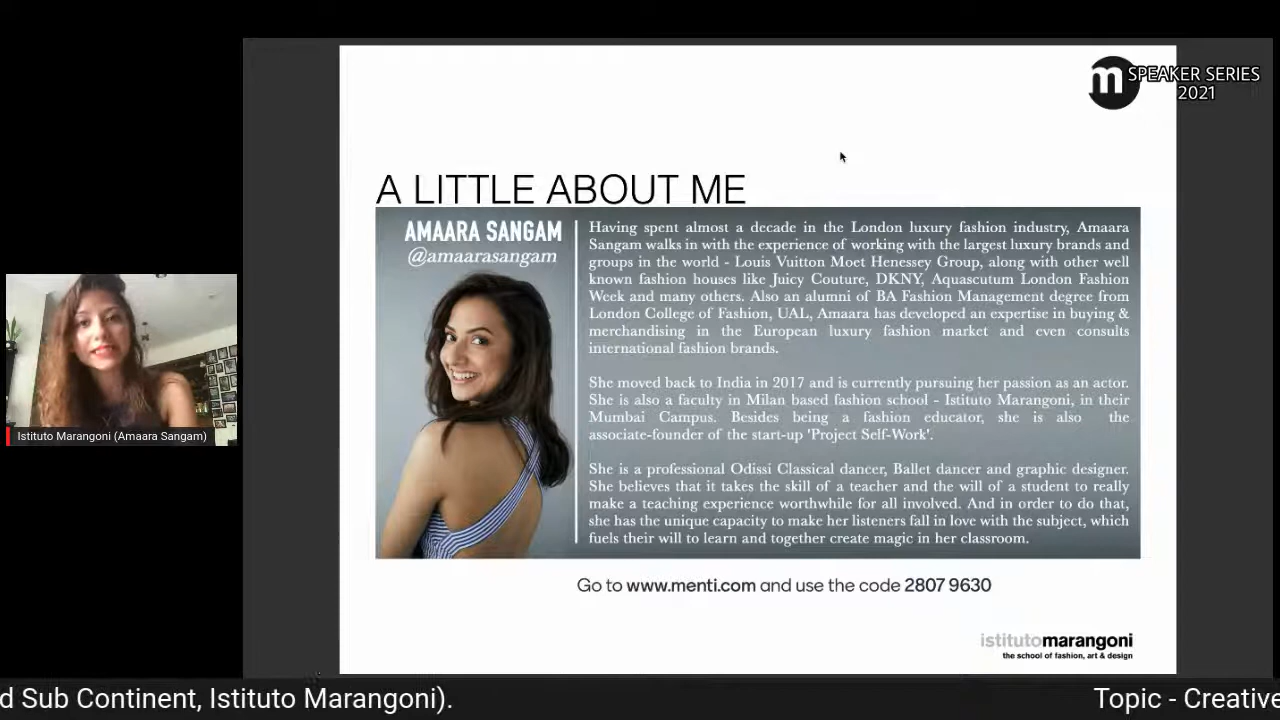 SPEAKER SERIES
2021
A LITTLE ABOUT ME
AMAARA SANGAM
@amaarasangam
Having spent almost a decade in the London luxury fashion industry, Amaara
Sangam walks in with the experience of working with the largest luxury brands and
groups in the world - Louis Vuitton Moet Henessey Group, along with other well
known fashion houses like Juicy Couture, DKNY, Aquascutum London Fashion
Week and many others. Also an alumni of BA Fashion Management degree from
London College of Fashion, UAL, Amaara has developed an expertise in buying &
merchandising in the European luxury fashion market and even consults
international fashion brands.
She moved back to India in 2017 and is currently pursuing her passion as an actor.
She is also a faculty in Milan based fashion school - Istituto Marangoni, in their
Mumbai Campus. Besides being a fashion educator, she is also the
associate-founder of the start-up 'Project Self-Work'.
She is a professional Odissi Classical dancer, Ballet dancer and graphic designer.
She believes that it takes the skill of a teacher and the will of a student to really
make a teaching experience worthwhile for all involved. And in order to do that,
she has the unique capacity to make her listeners fall in love with the subject, which
fuels their will to learn and together create magic in her classroom.
Istituto Marangoni (Amaara Sangam)
Go to www.menti.com and use the code 2807 9630
istitutomarangoni
the school of fashion, art & design
d Sub Continent, Istituto Marangoni).
Topic - Creative